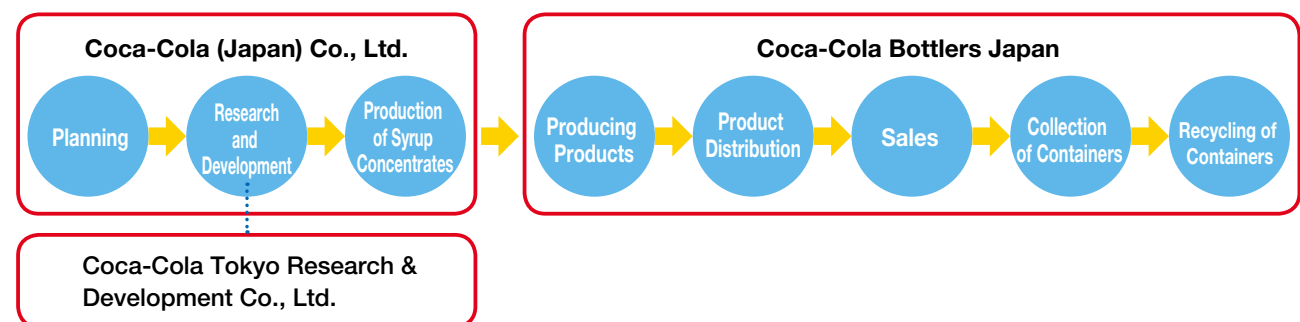 Coca-Cola (Japan) Co., Ltd.
Planning
Research
and
Development
Production
of Syrup
Concentrates
Coca-Cola Tokyo Research &
Development Co., Ltd.
Coca-Cola Bottlers Japan
Producing
Products
Product
Distribution
Sales
Collection
of Containers
Recycling of
Containers